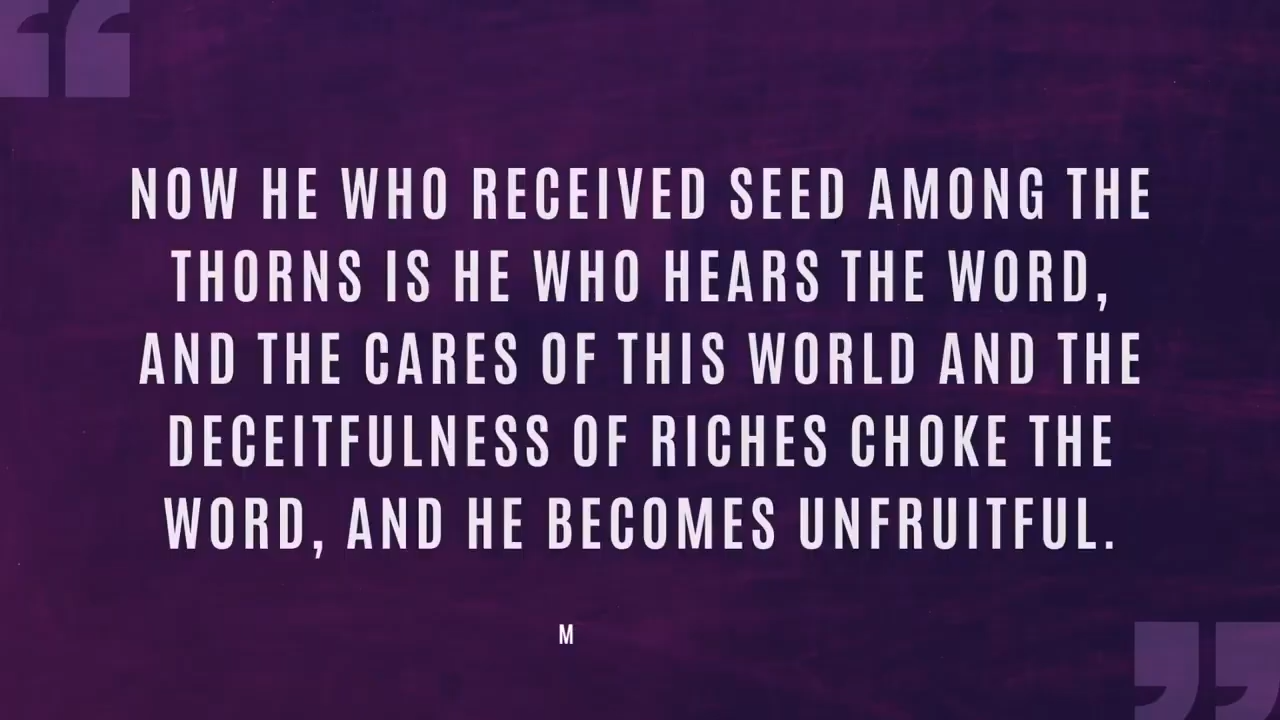 NOW HE WHO RECEIVED SEED AMONG THE
THORNS IS HE WHO HEARS THE WORD,
AND THE CARES OF THIS WORLD AND THE
DECEITFULNESS OF RICHES CHOKE THE
WORD, AND HE BECOMES UNFRUITFUL.
M